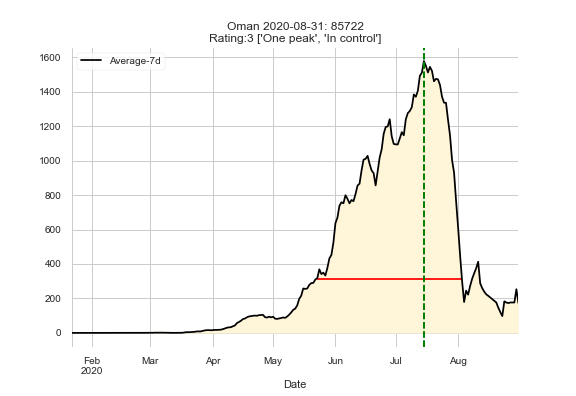 Oman 2020-08-31: 85722
Rating:3 ['One peak', 'In control']
Average-7d
1600
1400
1200
1000
800
600
400
200
0
Feb
2020
Mar
Apr
May
Jun
Jul
Aug
Date